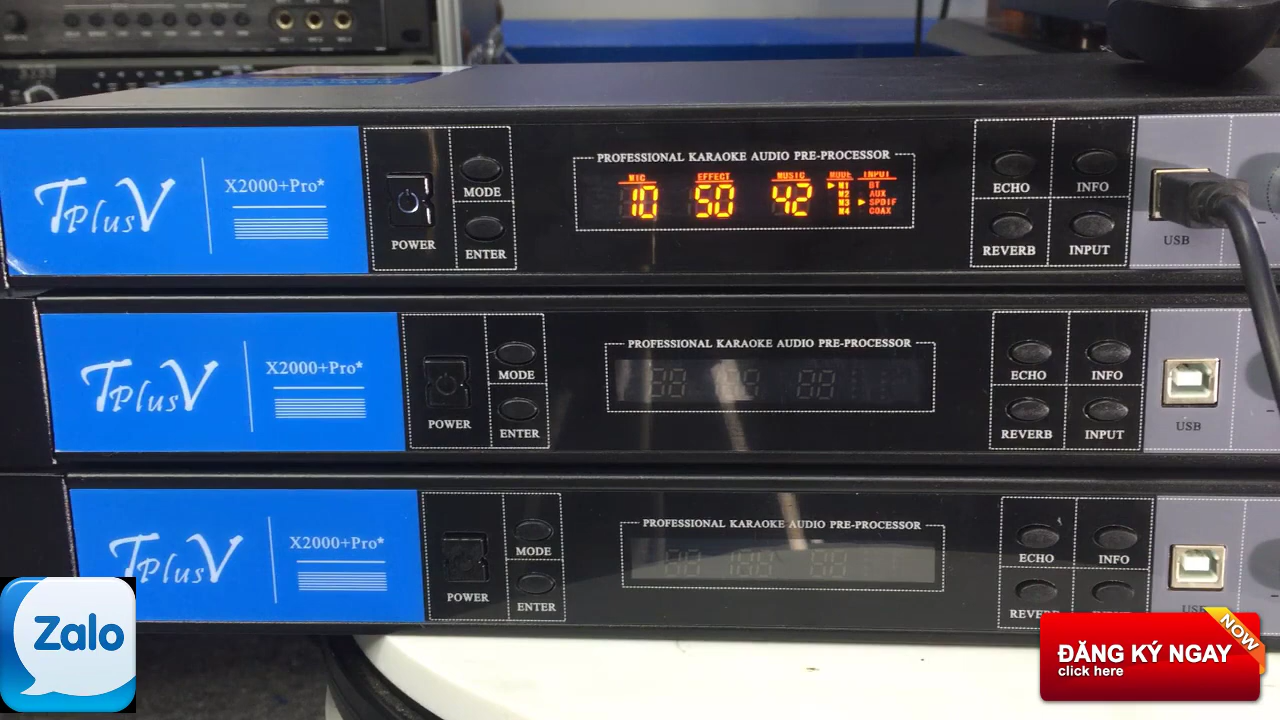 TPlusV
X2000+Pro*
POWER
MODE
ENTER
PROFESSIONAL KARAOKE AUDIO PRE-PROCESSOR
MIC EFFECT MUSIC MODE INPUT
10 50 42
M1 BT
M2 AUX
M3 SPDIF
M4 COAX
ECHO INFO
REVERB INPUT
USB
TPlusV
X2000+Pro*
POWER
MODE
ENTER
PROFESSIONAL KARAOKE AUDIO PRE-PROCESSOR
ECHO INFO
REVERB INPUT
USB
TPlusV
X2000+Pro*
POWER
MODE
ENTER
PROFESSIONAL KARAOKE AUDIO PRE-PROCESSOR
ECHO INFO
Zalo
ĐĂNG KÝ NGAY
click here
NOW